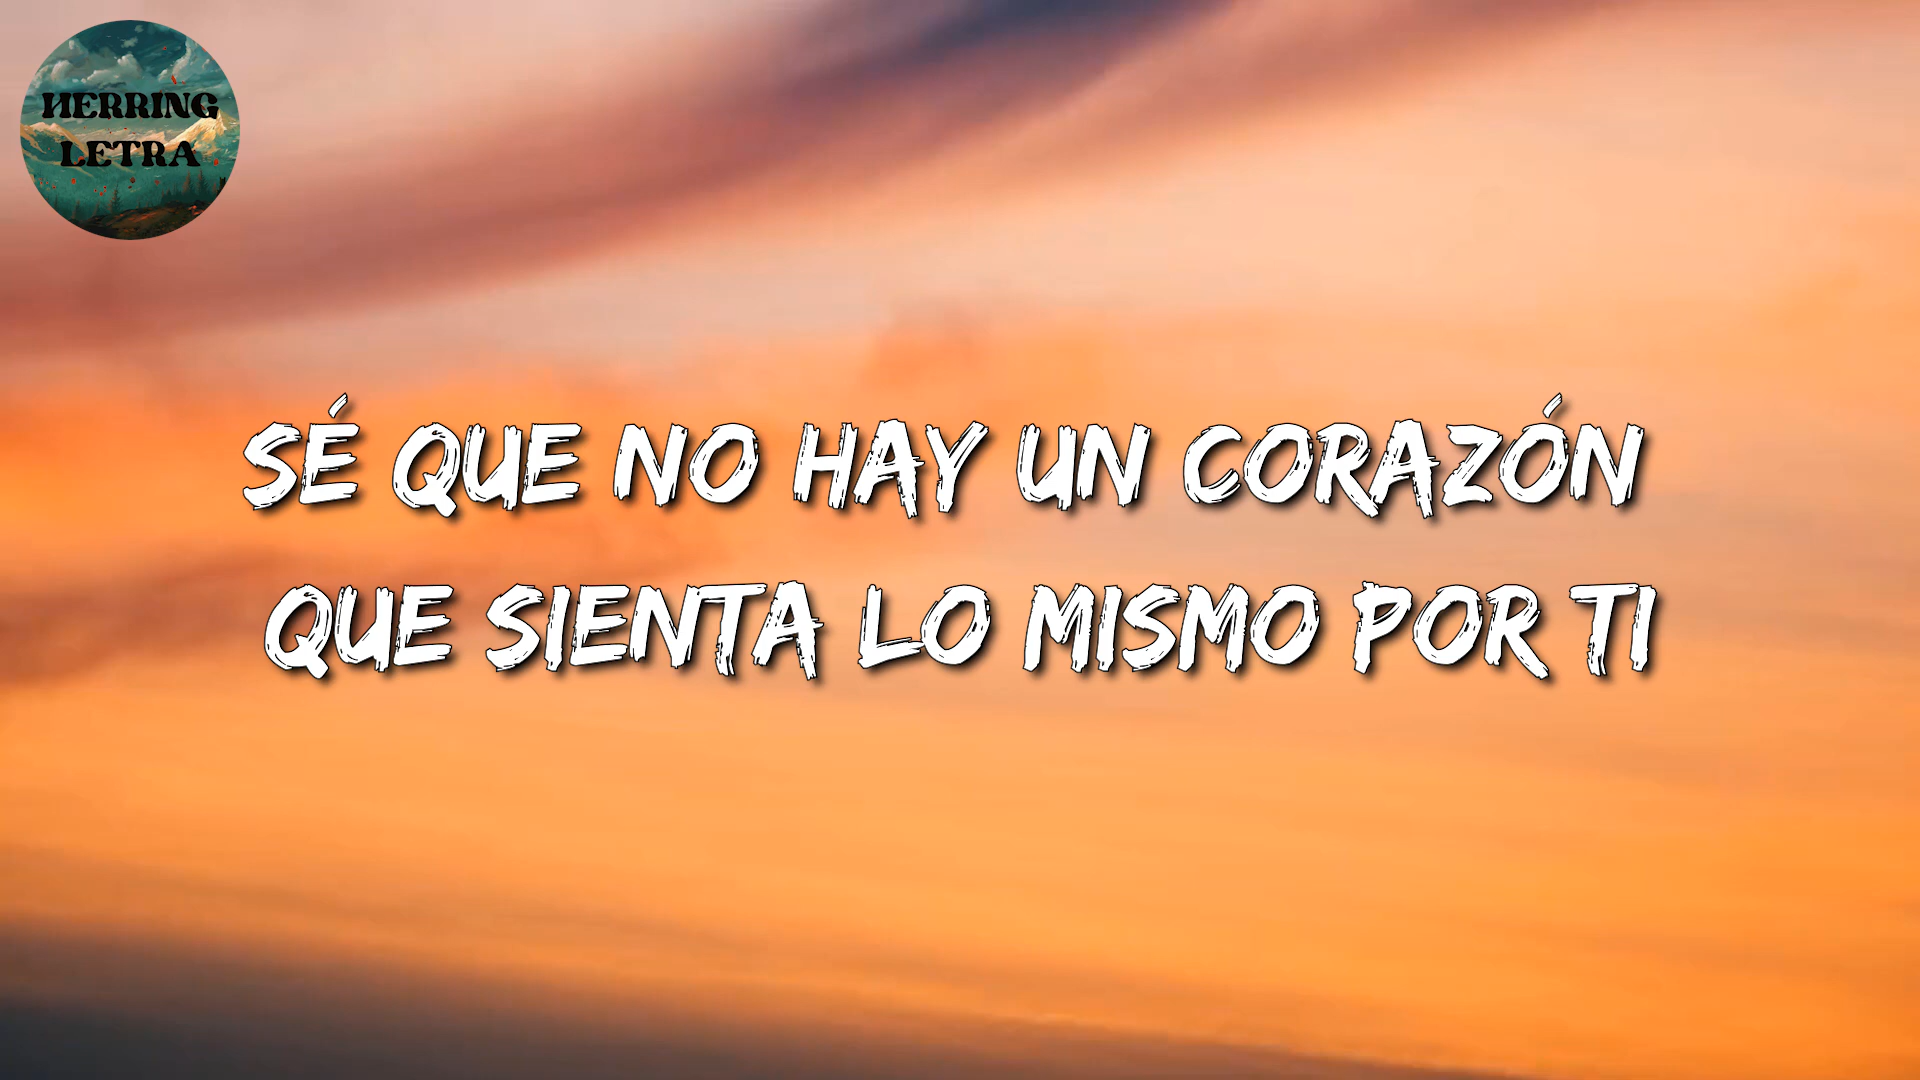 HERRING
LETRA
SÉ QUE NO HAY UN CORAZÓN
QUE SIENTA LO MISMO POR TI